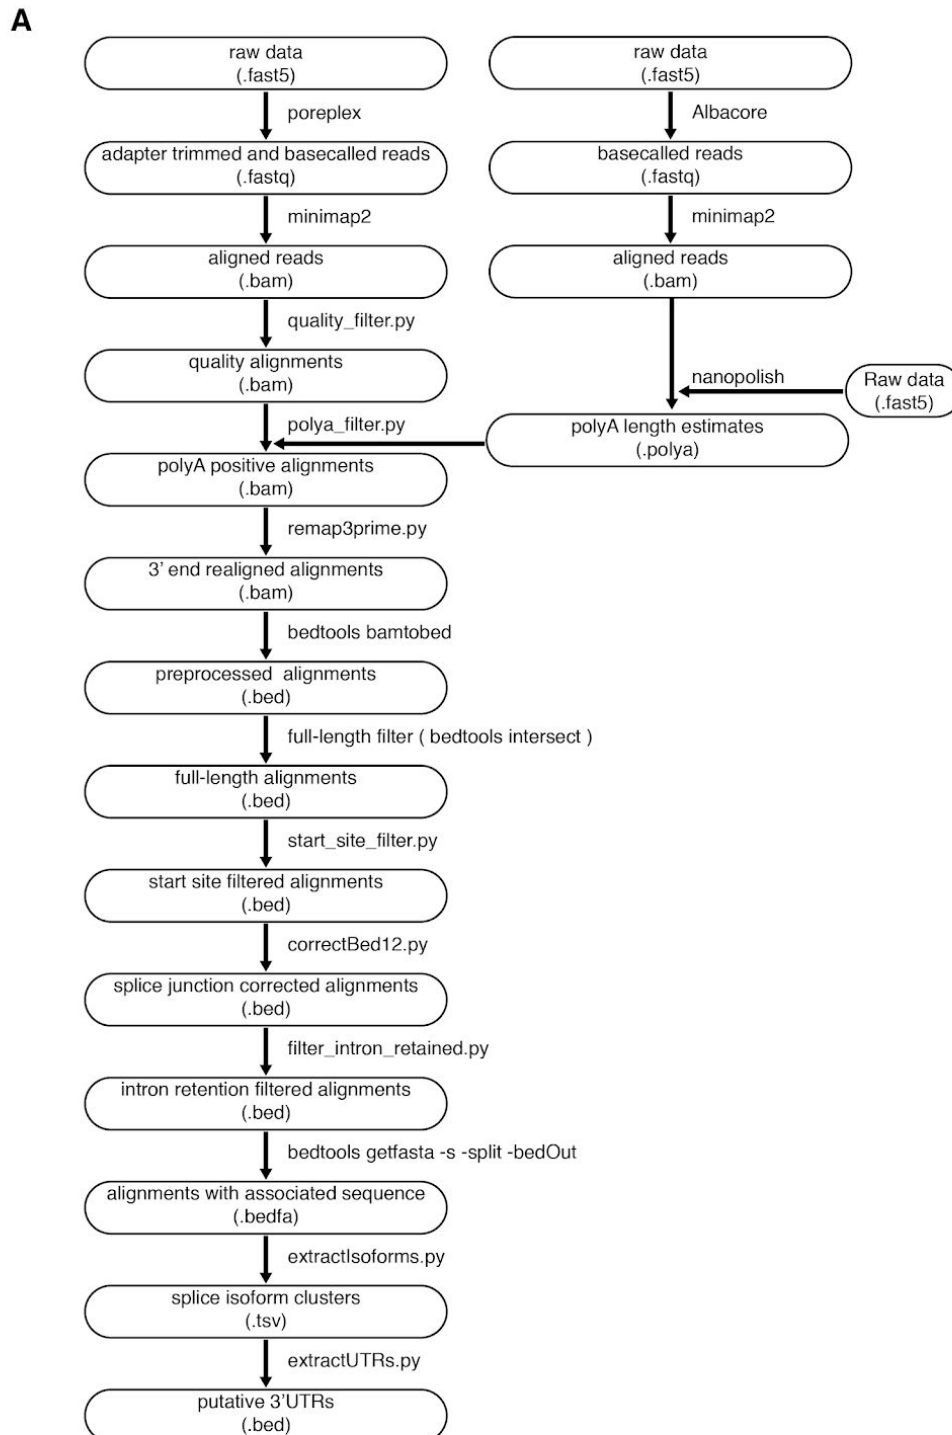 A
raw data
(.fast5)
poreplex
adapter trimmed and basecalled reads
(.fastq)
minimap2
aligned reads
(.bam)
quality_filter.py
quality alignments
(.bam)
polya_filter.py
polyA positive alignments
(.bam)
remap3prime.py
3’ end realigned alignments
(.bam)
bedtools bamtobed
preprocessed alignments
(.bed)
full-length filter ( bedtools intersect )
full-length alignments
(.bed)
start_site_filter.py
start site filtered alignments
(.bed)
correctBed12.py
splice junction corrected alignments
(.bed)
filter_intron_retained.py
intron retention filtered alignments
(.bed)
bedtools getfasta -s -split -bedOut
alignments with associated sequence
(.bedfa)
extractIsoforms.py
splice isoform clusters
(.tsv)
extractUTRs.py
putative 3’UTRs
(.bed)
raw data
(.fast5)
Albacore
basecalled reads
(.fastq)
minimap2
aligned reads
(.bam)
nanopolish
Raw data
(.fast5)
polyA length estimates
(.polya)